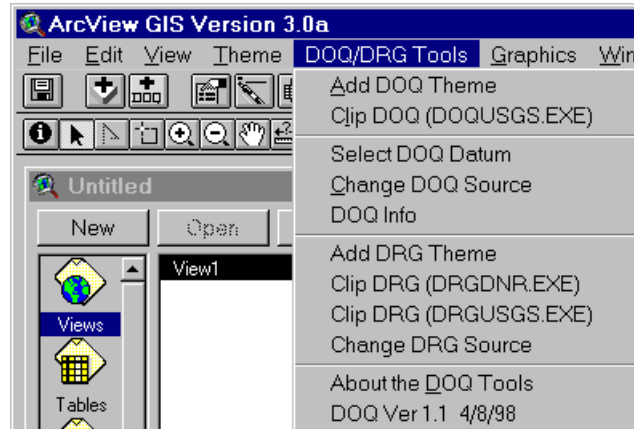 ArcView GIS Version 3.0a
File Edit View Theme DOQ/DRG Tools Graphics
DOQ
Add DOQ Theme
Clip DOQ (DOQUSGS.EXE)
Select DOQ Datum
Change DOQ Source
DOQ Info
Add DRG Theme
Clip DRG (DRGDNR.EXE)
Clip DRG (DRGUSGS.EXE)
Change DRG Source
About the DOQ Tools
DOQ Ver 1.1 4/8/98
Untitled
New Open
View1
Views
Tables